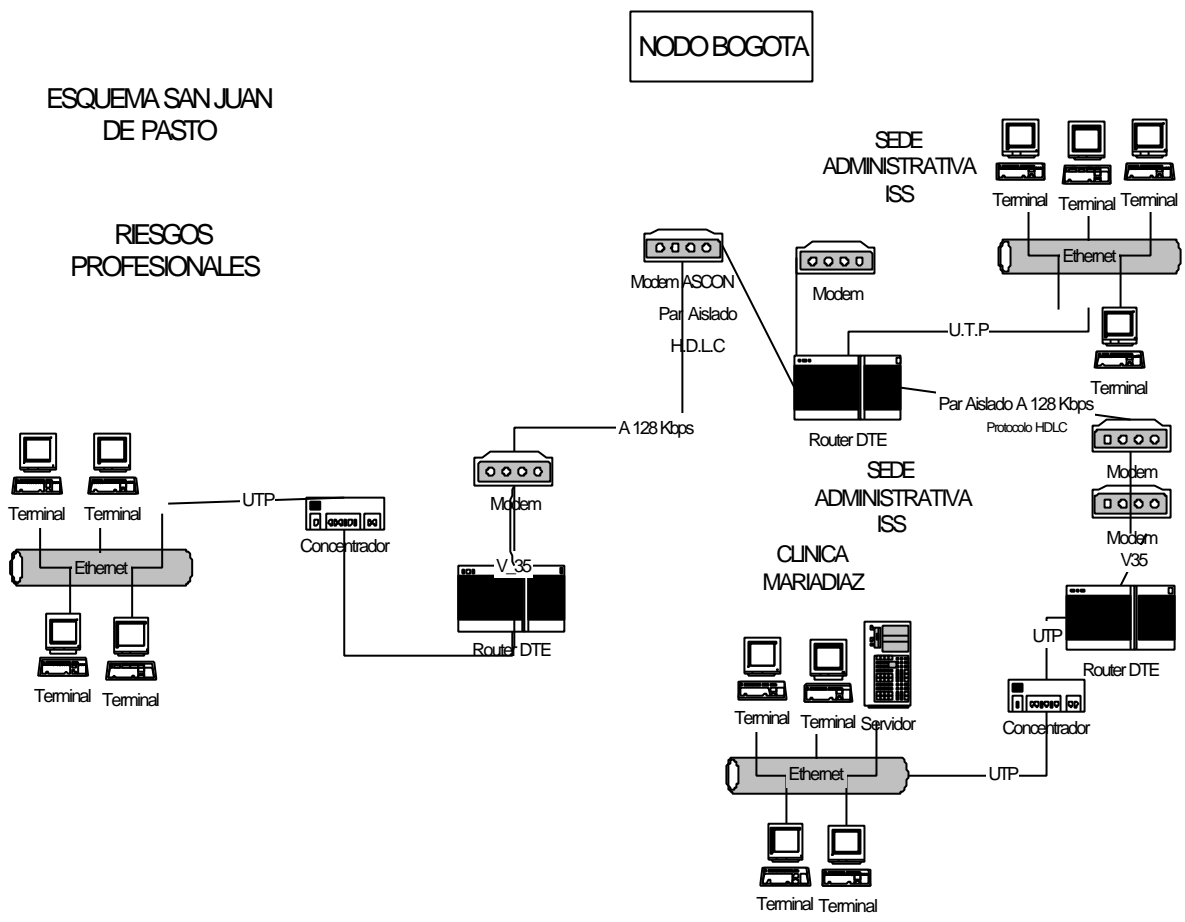 NODO BOGOTA
ESQUEMA SAN JUAN
DE PASTO
RIESGOS
PROFESIONALES
SEDE
ADMINISTRATIVA
ISS
Terminal
Terminal
Terminal
Ethernet
Terminal
Modem ASCON
Par Aislado
H.D.L.C
Modem
U.T.P
Router DTE
Par Aislado A 128 Kbps
Protocolo HDLC
Modem
Modem
V35
A 128 Kbps
Modem
V_35
Router DTE
UTP
Concentrador
Terminal
Terminal
Ethernet
Terminal
Terminal
SEDE
ADMINISTRATIVA
ISS
CLINICA
MARIADIAZ
UTP
Router DTE
Concentrador
Terminal
Terminal
Servidor
Ethernet
UTP
Terminal
Terminal